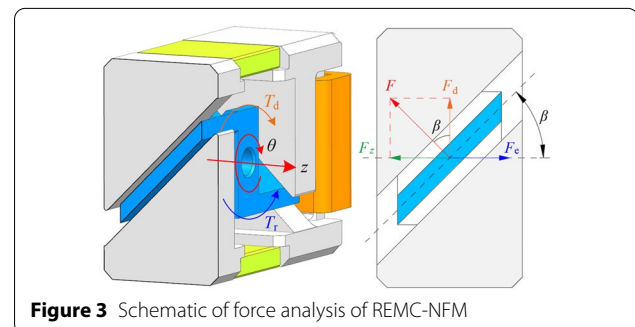 T_d
θ
z
T_r
F
F_d
β
β
F_z
F_e
Figure 3 Schematic of force analysis of REMC-NFM